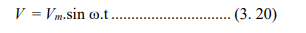 V = Vm.sin ω.t .............................. (3. 20)